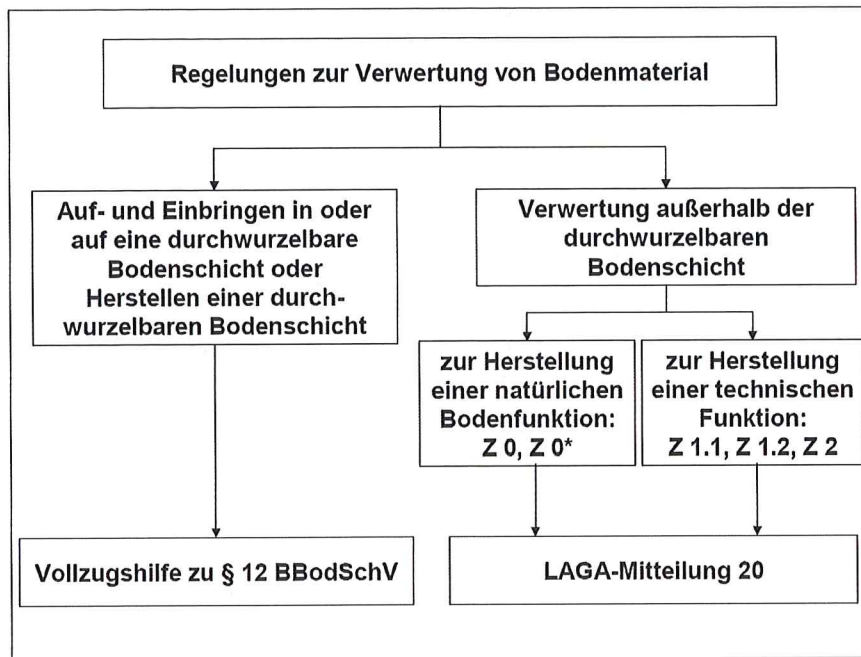 Regelungen zur Verwertung von Bodenmaterial
Auf- und Einbringen in oder
auf eine durchwurzelbare
Bodenschicht oder
Herstellen einer durch-
wurzelbaren Bodenschicht
Verwertung außerhalb der
durchwurzelbaren
Bodenschicht
zur Herstellung
einer natürlichen
Bodenfunktion:
Z 0, Z 0*
zur Herstellung
einer technischen
Funktion:
Z 1.1, Z 1.2, Z 2
Vollzugshilfe zu § 12 BBodSchV
LAGA-Mitteilung 20